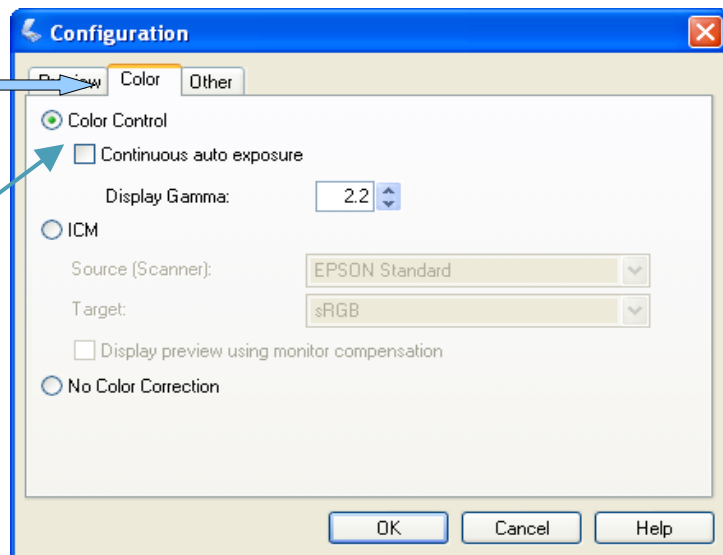 Configuration
Preview Color Other
Color Control
Continuous auto exposure
Display Gamma: 2.2
ICM
Source (Scanner): EPSON Standard
Target: sRGB
Display preview using monitor compensation
No Color Correction
OK Cancel Help